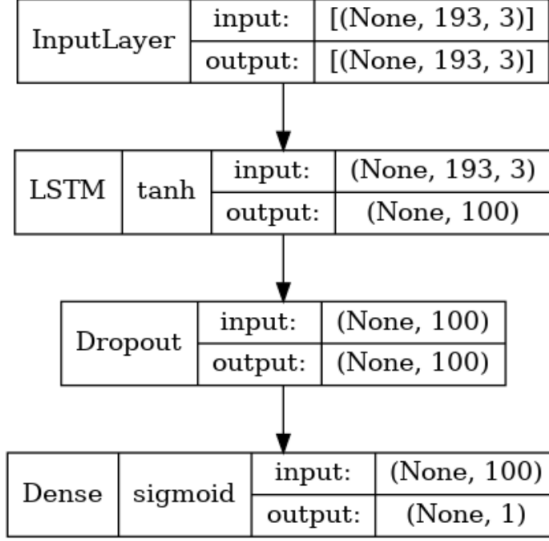 InputLayer input: [(None, 193, 3)]
output: [(None, 193, 3)]
LSTM tanh input: (None, 193, 3)
output: (None, 100)
Dropout input: (None, 100)
output: (None, 100)
Dense sigmoid input: (None, 100)
output: (None, 1)